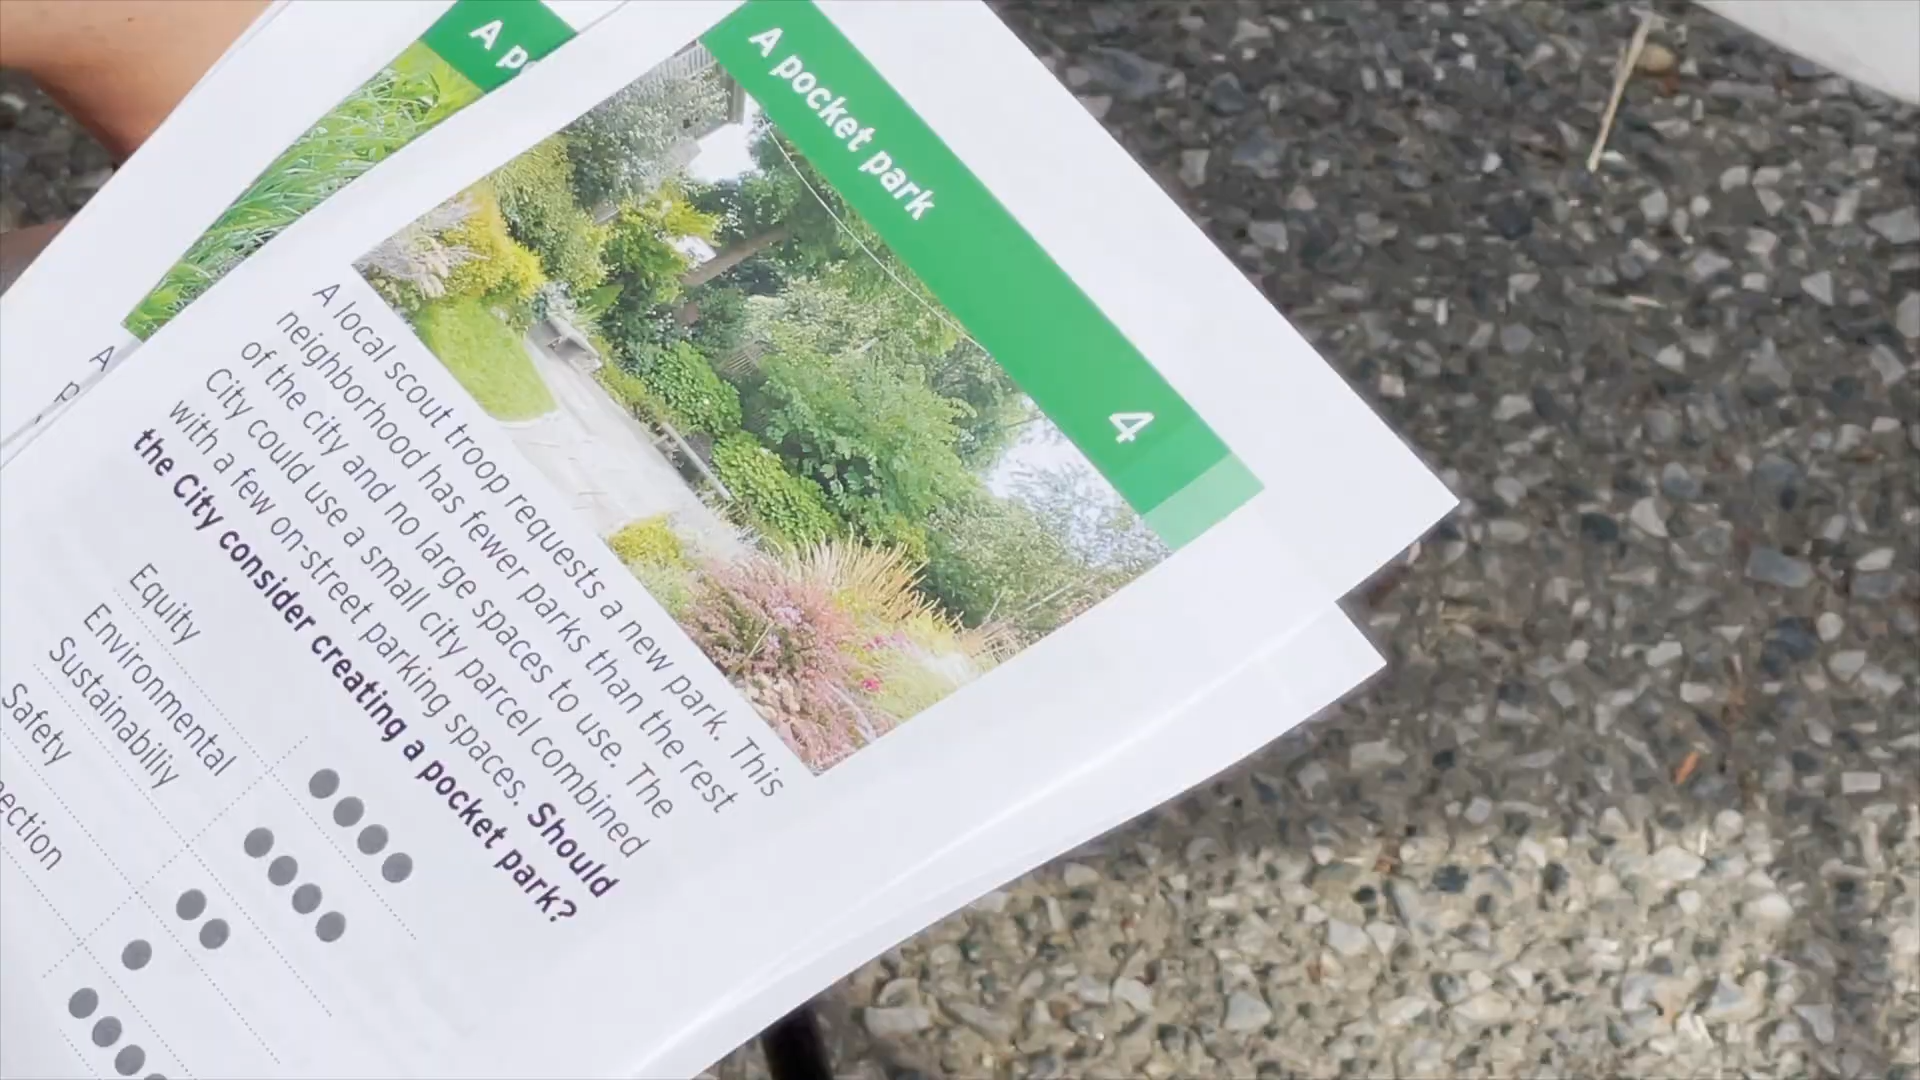 A pocket park
4
A local scout troop requests a new park. This
neighborhood has fewer parks than the rest
of the city and no large spaces to use. The
City could use a small city parcel combined
with a few on-street parking spaces. Should
the City consider creating a pocket park?
Equity
Environmental
Sustainabiliy
Safety
A p
A
p